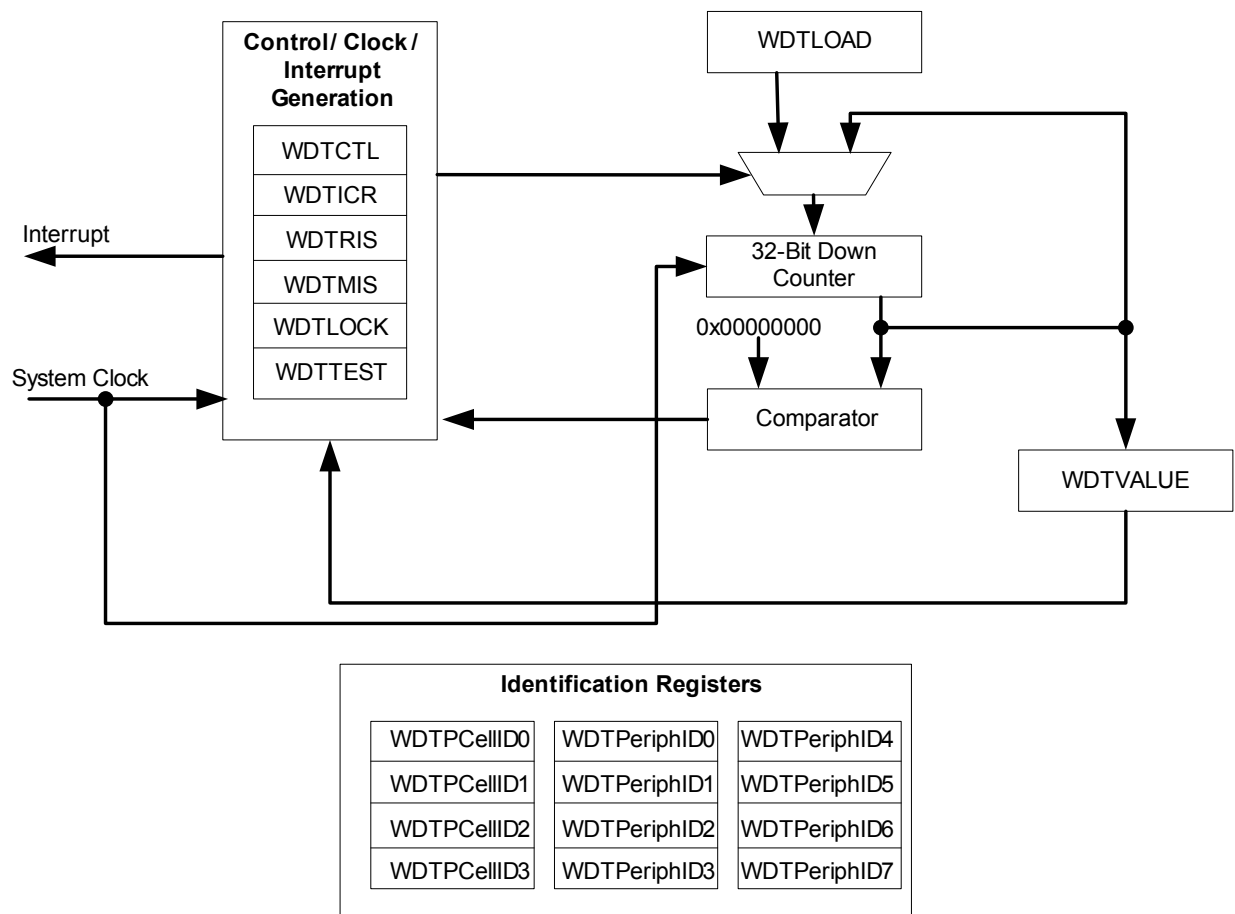 Control/ Clock/
Interrupt
Generation
WDTCTL
WDTICR
WDTRIS
WDTMIS
WDTLOCK
WDTTEST
Interrupt
System Clock
WDTLOAD
32-Bit Down
Counter
0x00000000
Comparator
WDTVALUE
Identification Registers
WDTPCellID0
WDTPCellID1
WDTPCellID2
WDTPCellID3
WDTPeriphID0
WDTPeriphID1
WDTPeriphID2
WDTPeriphID3
WDTPeriphID4
WDTPeriphID5
WDTPeriphID6
WDTPeriphID7